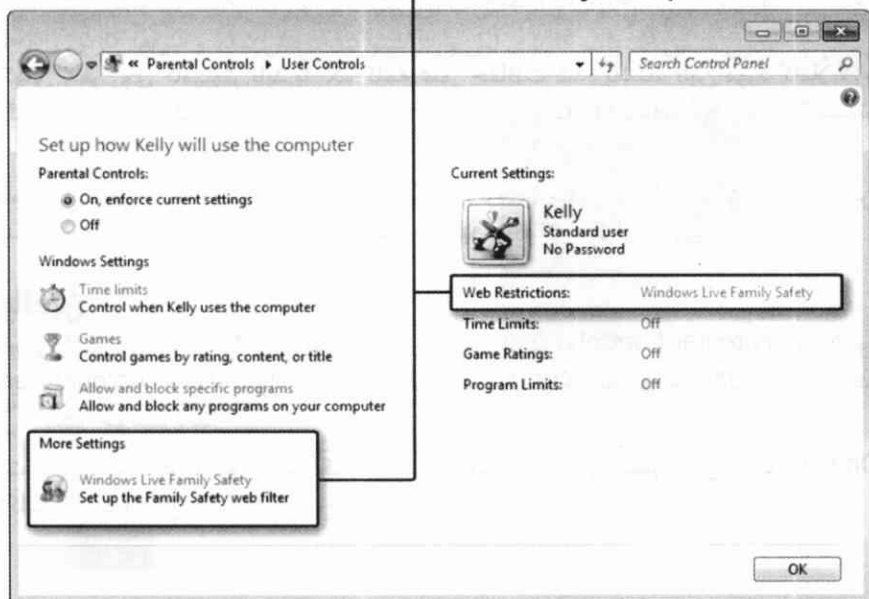 « Parental Controls ▸ User Controls
Search Control Panel
Set up how Kelly will use the computer
Parental Controls:
On, enforce current settings
Off
Windows Settings
Time limits
Control when Kelly uses the computer
Games
Control games by rating, content, or title
Allow and block specific programs
Allow and block any programs on your computer
More Settings
Windows Live Family Safety
Set up the Family Safety web filter
Current Settings:
Kelly
Standard user
No Password
Web Restrictions: Windows Live Family Safety
Time Limits: Off
Game Ratings: Off
Program Limits: Off
OK